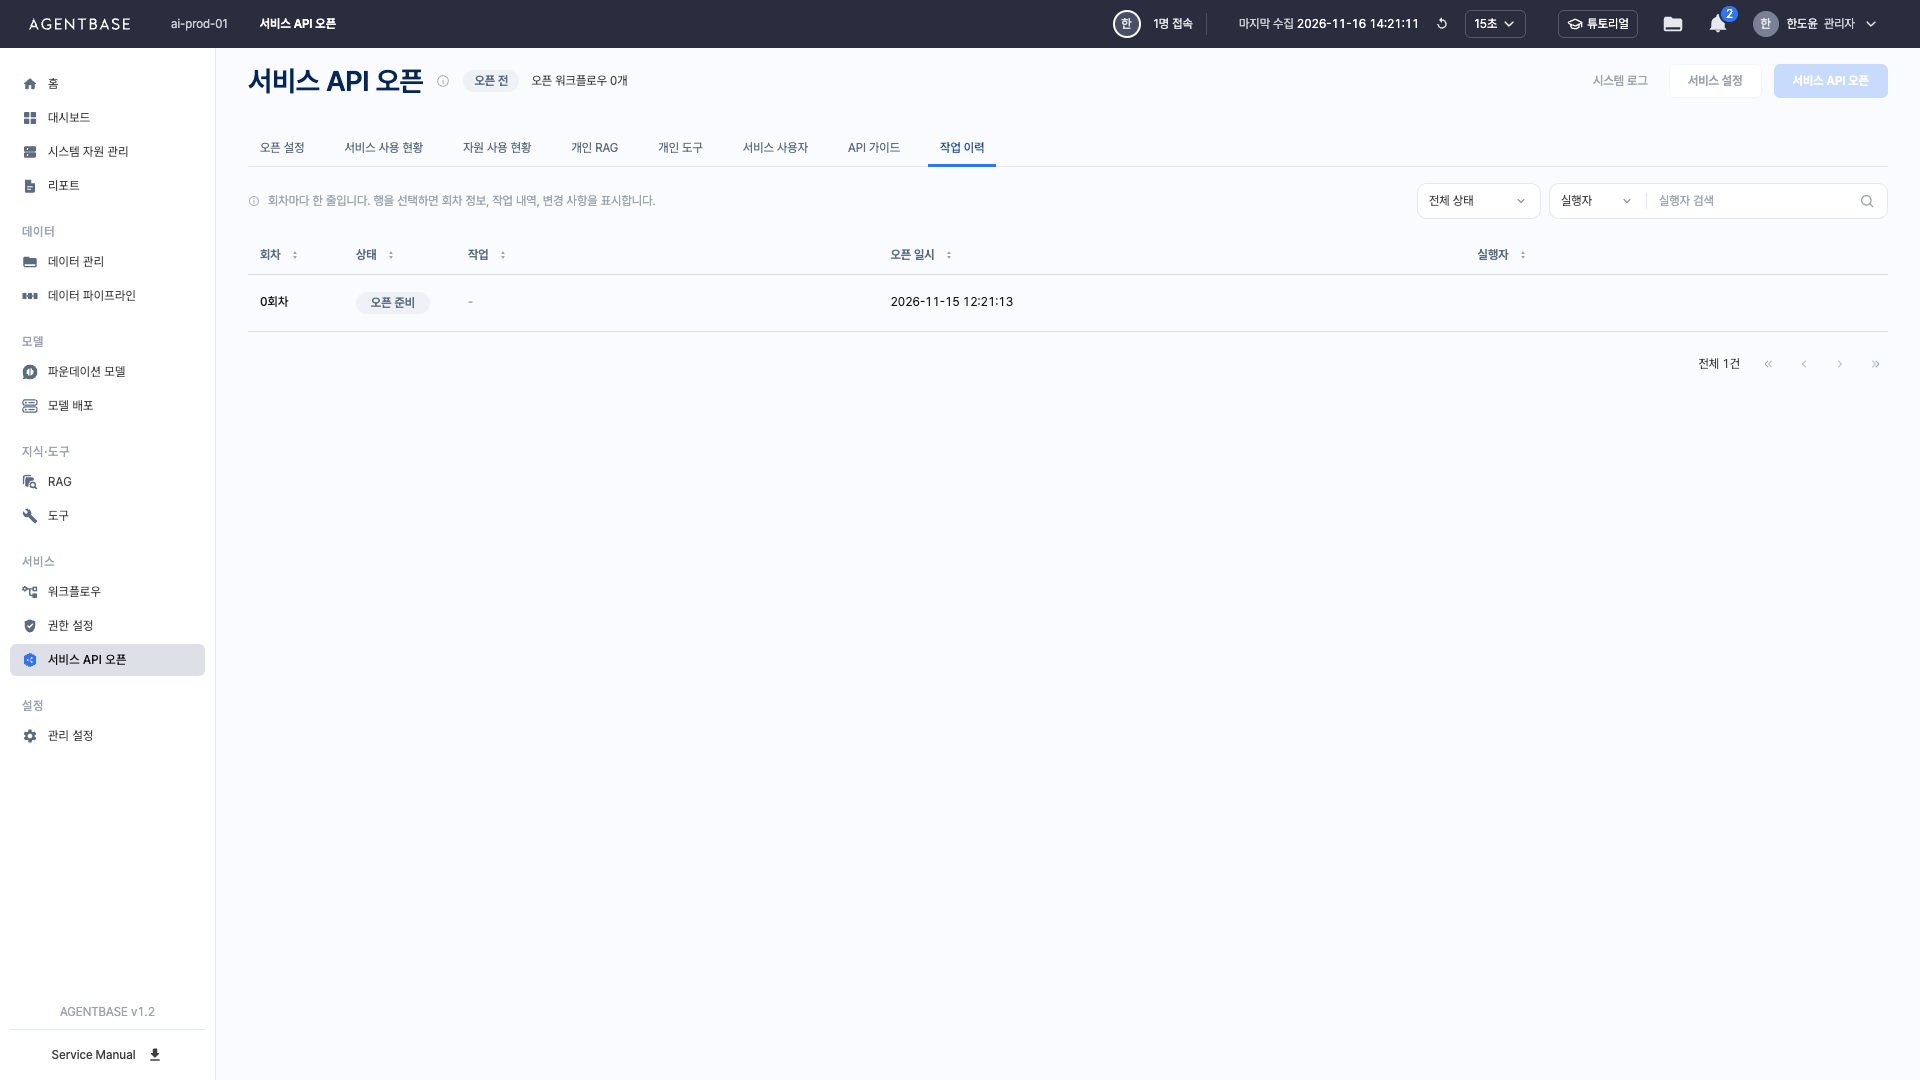 AGENTBASE ai-prod-01 서비스 API 오픈 한 1명 접속 마지막 수집 2026-11-16 14:21:11 15초 튜토리얼 2 한 한도윤 관리자
홈
대시보드
시스템 자원 관리
리포트
데이터
데이터 관리
데이터 파이프라인
모델
파운데이션 모델
모델 배포
지식·도구
RAG
도구
서비스
워크플로우
권한 설정
서비스 API 오픈
설정
관리 설정
AGENTBASE v1.2
Service Manual
서비스 API 오픈 오픈 전 오픈 워크플로우 0개 시스템 로그 서비스 설정 서비스 API 오픈
오픈 설정 서비스 사용 현황 자원 사용 현황 개인 RAG 개인 도구 서비스 사용자 API 가이드 작업 이력
회차마다 한 줄입니다. 행을 선택하면 회차 정보, 작업 내역, 변경 사항을 표시합니다. 전체 상태 실행자 실행자 검색
회차 상태 작업 오픈 일시 실행자
0회차 오픈 준비 - 2026-11-15 12:21:13
전체 1건